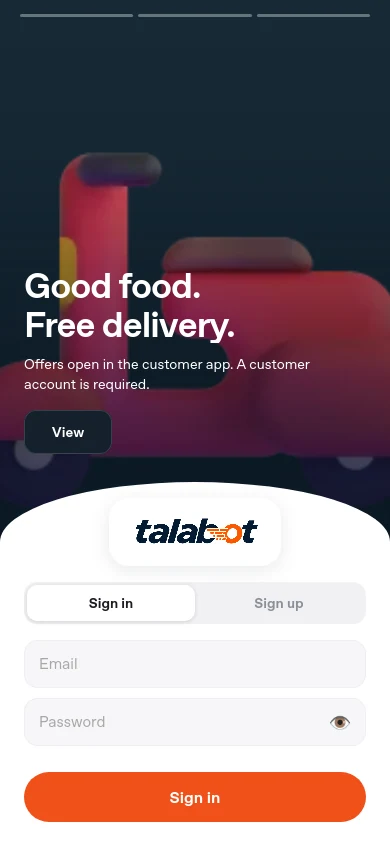 Good food.
Free delivery.
Offers open in the customer app. A customer
account is required.
View
talabot
Sign in
Sign up
Email
Password
Sign in